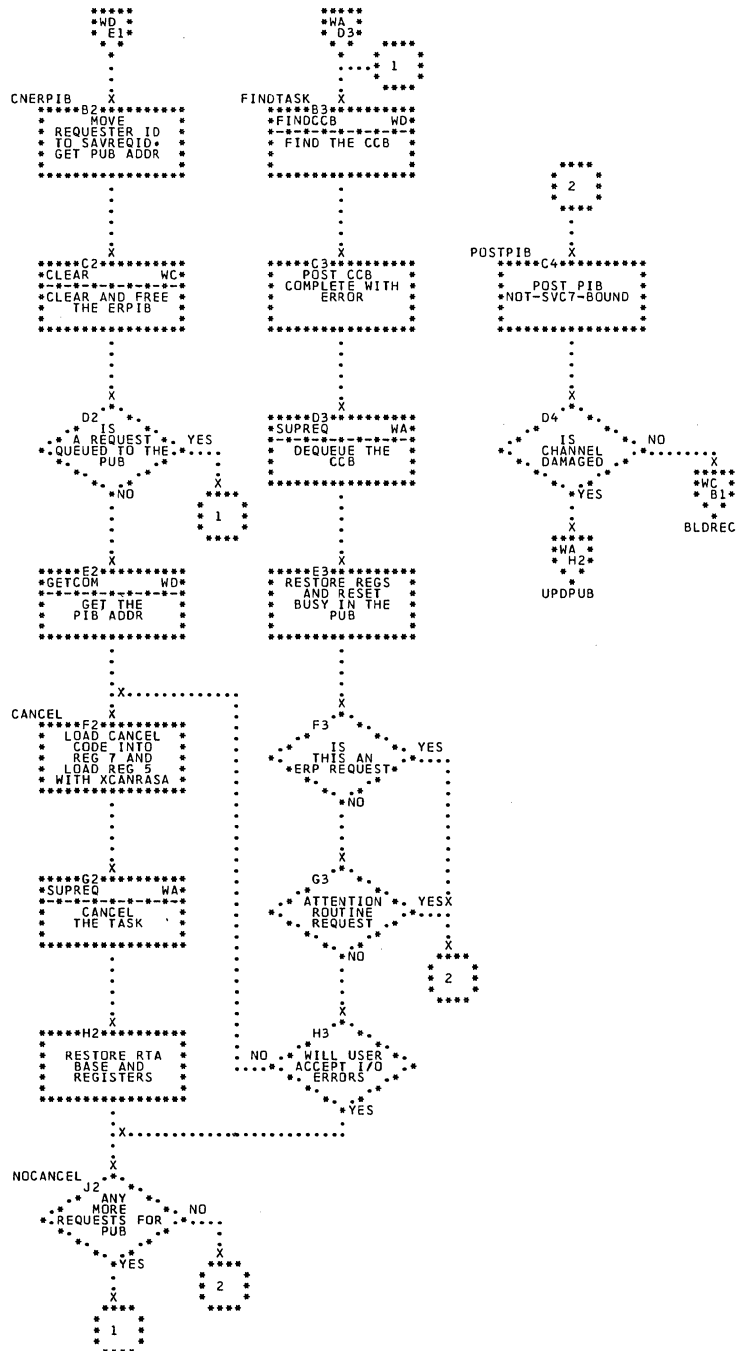 WD
E1
CNERPIB
B2
MOVE
REQUESTER ID
TO SAVREQID.
GET PUB ADDR
C2
CLEAR WC
CLEAR AND FREE
THE ERPIB
D2
IS
A REQUEST
QUEUED TO THE
PUB
YES
1
NO
E2
GETCOM WD
GET THE
PIB ADDR
CANCEL
F2
LOAD CANCEL
CODE INTO
REG 7 AND
LOAD REG 5
WITH XCANRASA
G2
SUPREQ WA
CANCEL
THE TASK
H2
RESTORE RTA
BASE AND
REGISTERS
NOCANCEL
J2
ANY
MORE
REQUESTS FOR
PUB
NO
2
YES
1
WA
D3
1
FINDTASK
B3
FINDCCB WD
FIND THE CCB
C3
POST CCB
COMPLETE WITH
ERROR
D3
SUPREQ WA
DEQUEUE THE
CCB
E3
RESTORE REGS
AND RESET
BUSY IN THE
PUB
F3
IS
THIS AN
ERP REQUEST
YES
NO
G3
ATTENTION
ROUTINE
REQUEST
YES
2
NO
H3
WILL USER
ACCEPT I/O
ERRORS
NO
YES
2
POSTPIB
C4
POST PIB
NOT-SVC7-BOUND
D4
IS
CHANNEL
DAMAGED
NO
WC
B1
BLDREC
YES
WA
H2
UPDPUB